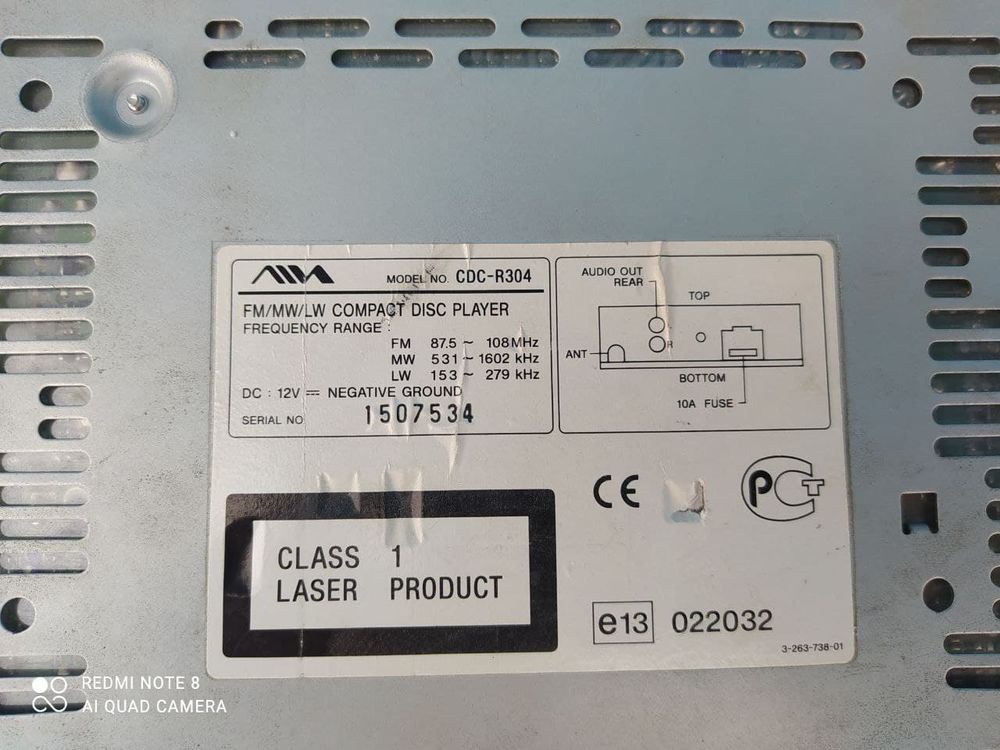 AIWA
MODEL NO. CDC-R304
FM/MW/LW COMPACT DISC PLAYER
FREQUENCY RANGE :
FM 87.5 ~ 108 MHz
MW 531 ~ 1602 kHz
LW 153 ~ 279 kHz
DC : 12V ⎓ NEGATIVE GROUND
SERIAL NO 1507534
AUDIO OUT
REAR
TOP
R
ANT
BOTTOM
10A FUSE
CE
PCT
CLASS 1
LASER PRODUCT
e13 022032
3-263-738-01
REDMI NOTE 8
AI QUAD CAMERA